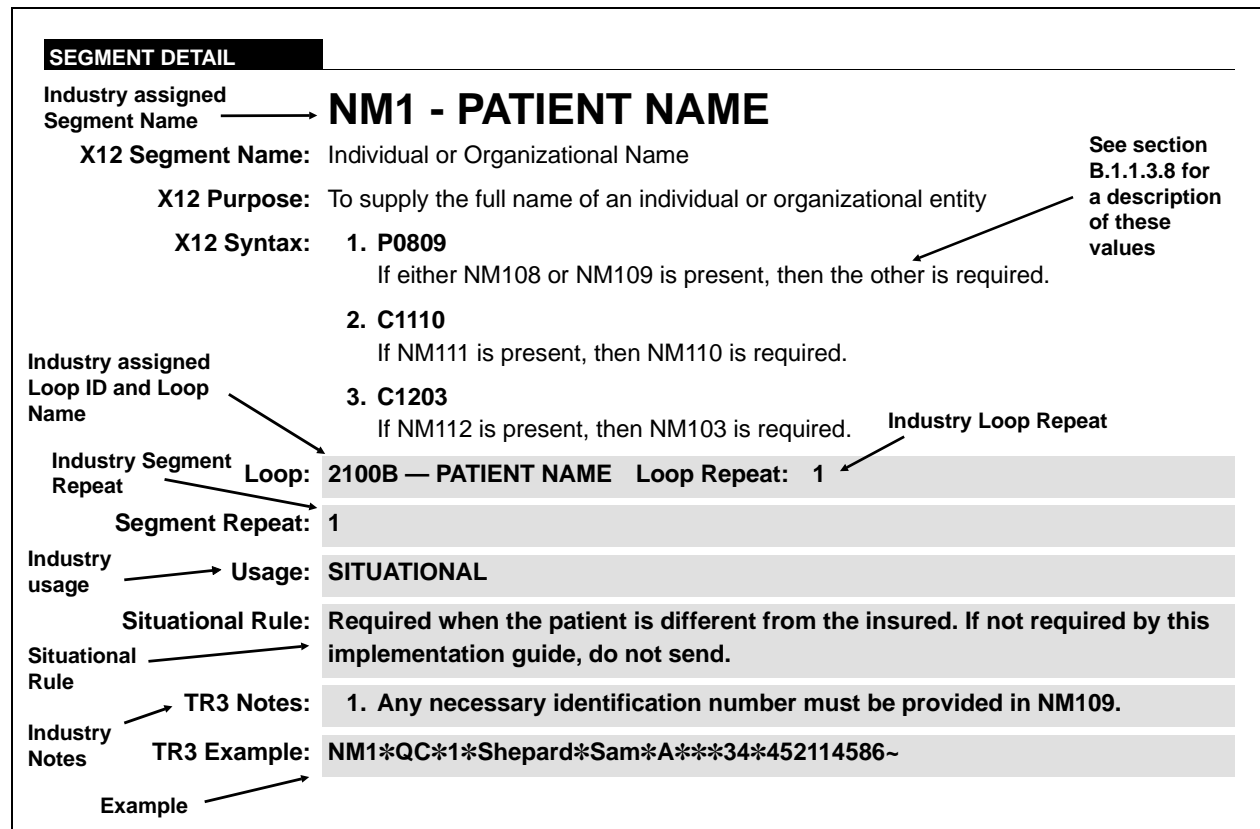 SEGMENT DETAIL
Industry assigned
Segment Name
NM1 - PATIENT NAME
X12 Segment Name: Individual or Organizational Name
See section
B.1.1.3.8 for
a description
of these
values
X12 Purpose: To supply the full name of an individual or organizational entity
X12 Syntax: 1. P0809
If either NM108 or NM109 is present, then the other is required.
2. C1110
If NM111 is present, then NM110 is required.
Industry assigned
Loop ID and Loop
Name
3. C1203
If NM112 is present, then NM103 is required.
Industry Loop Repeat
Industry Segment
Repeat
Loop: 2100B — PATIENT NAME Loop Repeat: 1
Segment Repeat: 1
Industry
usage
Usage: SITUATIONAL
Situational Rule: Required when the patient is different from the insured. If not required by this
implementation guide, do not send.
Situational
Rule
TR3 Notes: 1. Any necessary identification number must be provided in NM109.
Industry
Notes
TR3 Example: NM1✽QC✽1✽Shepard✽Sam✽A✽✽✽34✽452114586~
Example